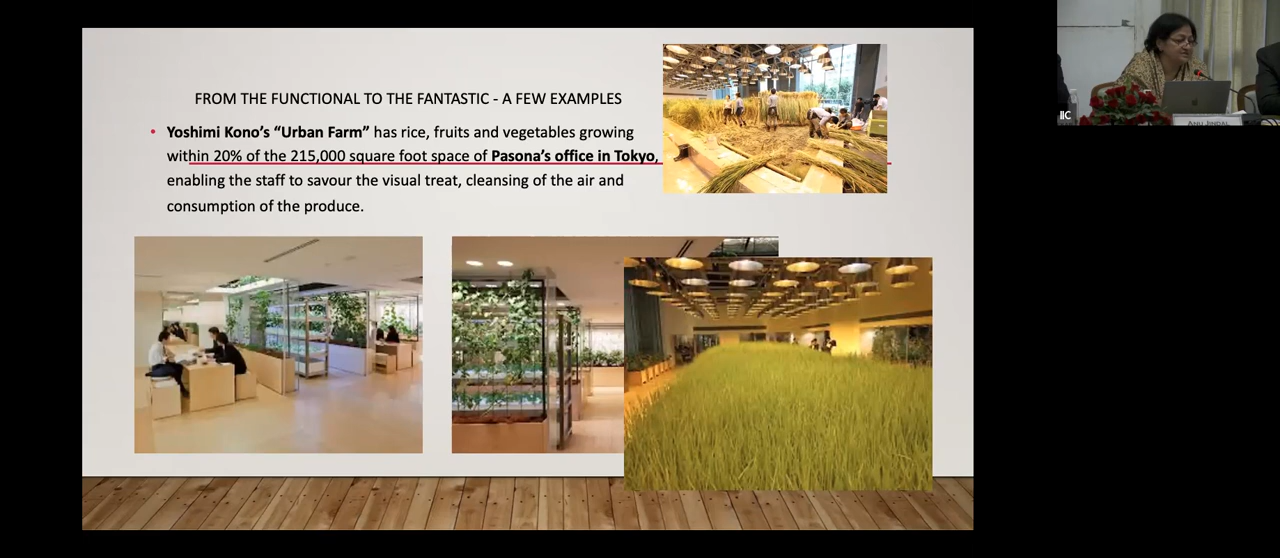 FROM THE FUNCTIONAL TO THE FANTASTIC - A FEW EXAMPLES
• Yoshimi Kono's “Urban Farm” has rice, fruits and vegetables growing
within 20% of the 215,000 square foot space of Pasona's office in Tokyo,
enabling the staff to savour the visual treat, cleansing of the air and
consumption of the produce.
IIC
ANU JINDAL